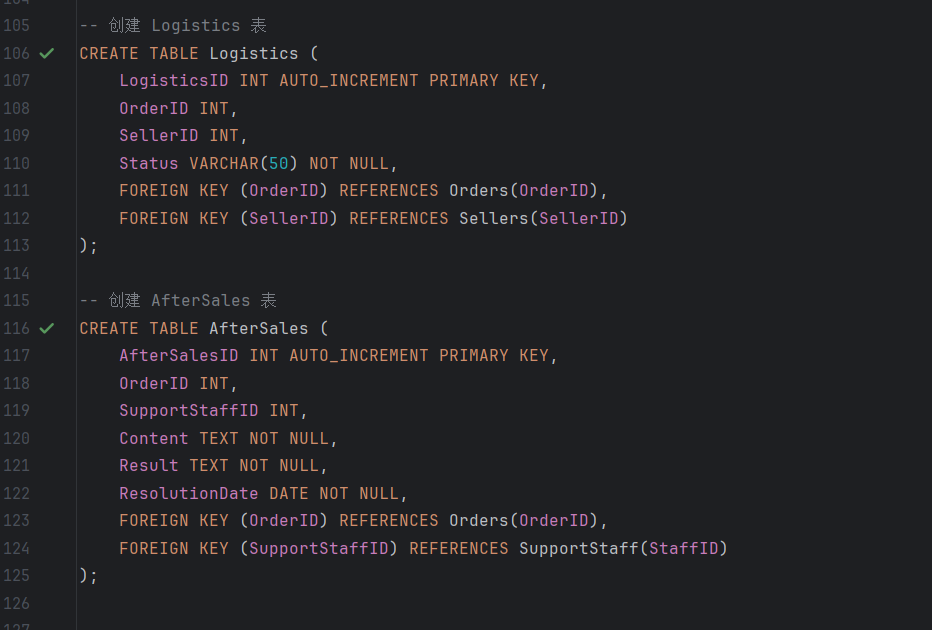 105 -- 创建 Logistics 表
106 CREATE TABLE Logistics (
107 LogisticsID INT AUTO_INCREMENT PRIMARY KEY,
108 OrderID INT,
109 SellerID INT,
110 Status VARCHAR(50) NOT NULL,
111 FOREIGN KEY (OrderID) REFERENCES Orders(OrderID),
112 FOREIGN KEY (SellerID) REFERENCES Sellers(SellerID)
113 );
114
115 -- 创建 AfterSales 表
116 CREATE TABLE AfterSales (
117 AfterSalesID INT AUTO_INCREMENT PRIMARY KEY,
118 OrderID INT,
119 SupportStaffID INT,
120 Content TEXT NOT NULL,
121 Result TEXT NOT NULL,
122 ResolutionDate DATE NOT NULL,
123 FOREIGN KEY (OrderID) REFERENCES Orders(OrderID),
124 FOREIGN KEY (SupportStaffID) REFERENCES SupportStaff(StaffID)
125 );
126